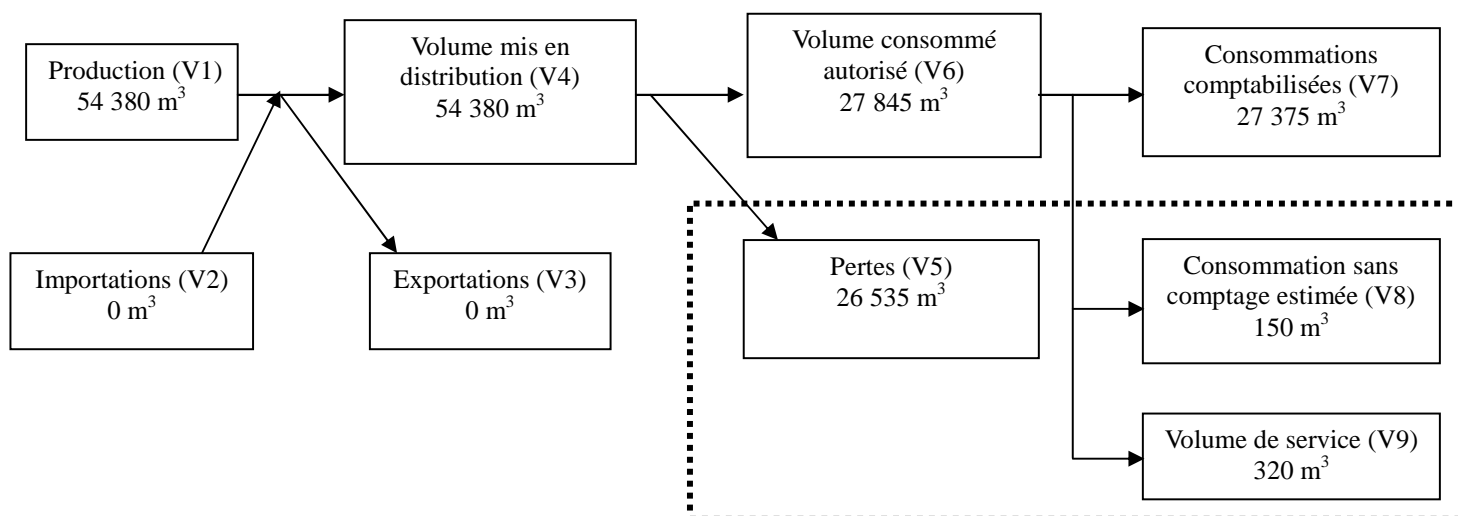 Production (V1)
54 380 m³
Volume mis en
distribution (V4)
54 380 m³
Volume consommé
autorisé (V6)
27 845 m³
Consommations
comptabilisées (V7)
27 375 m³
Importations (V2)
0 m³
Exportations (V3)
0 m³
Pertes (V5)
26 535 m³
Consommation sans
comptage estimée (V8)
150 m³
Volume de service (V9)
320 m³